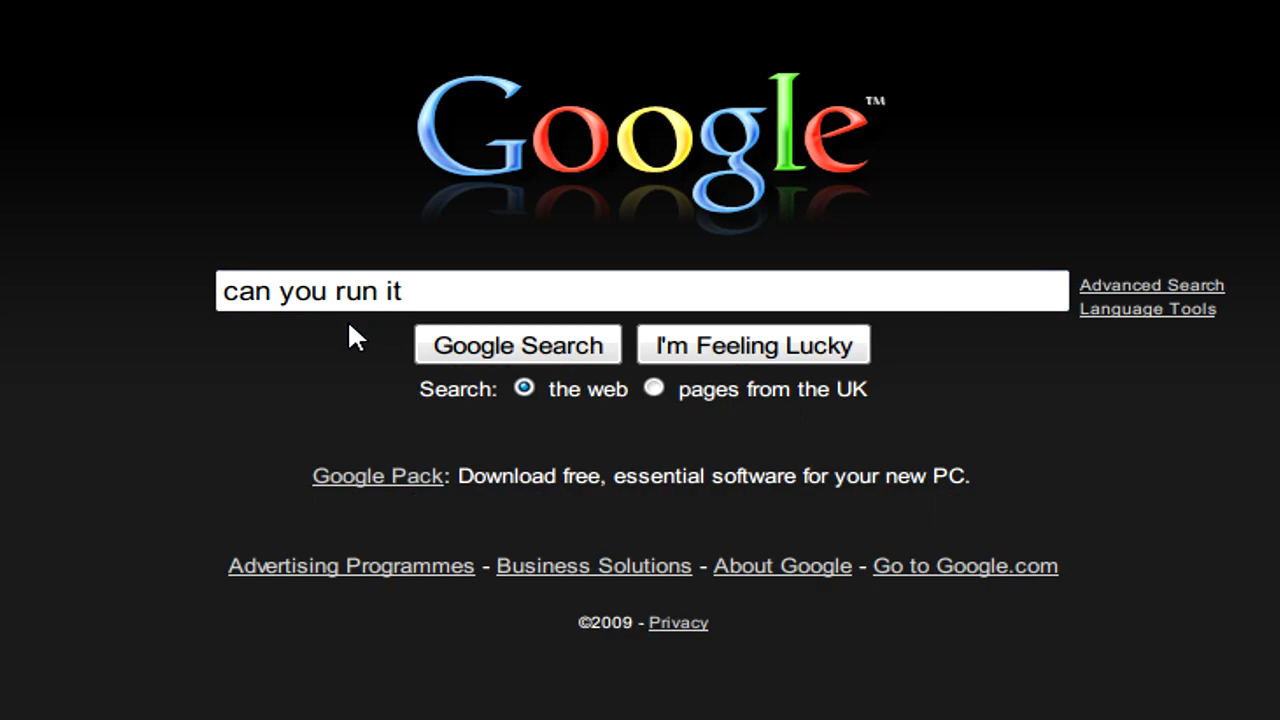 Google™
can you run it
Advanced Search
Language Tools
Google Search I'm Feeling Lucky
Search: the web pages from the UK
Google Pack: Download free, essential software for your new PC.
Advertising Programmes - Business Solutions - About Google - Go to Google.com
©2009 - Privacy